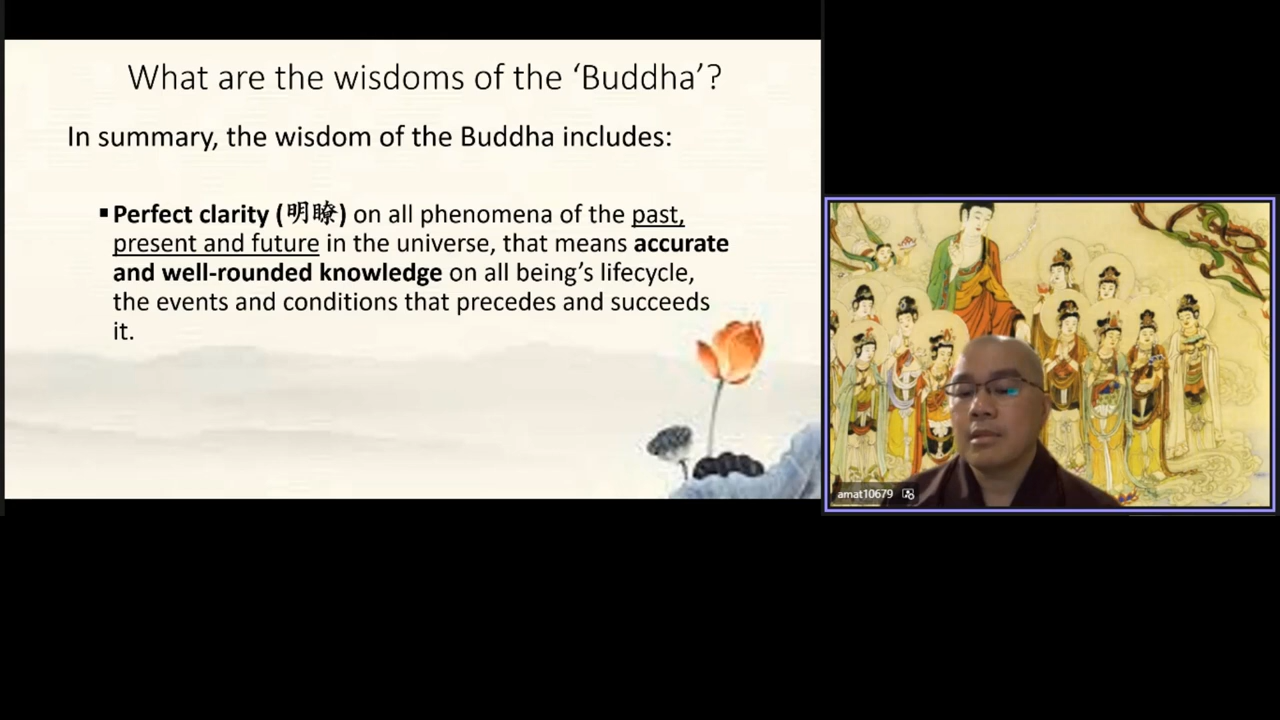 What are the wisdoms of the ‘Buddha’?
In summary, the wisdom of the Buddha includes:
▪ Perfect clarity (明瞭) on all phenomena of the past,
present and future in the universe, that means accurate
and well-rounded knowledge on all being’s lifecycle,
the events and conditions that precedes and succeeds
it.
amat10679